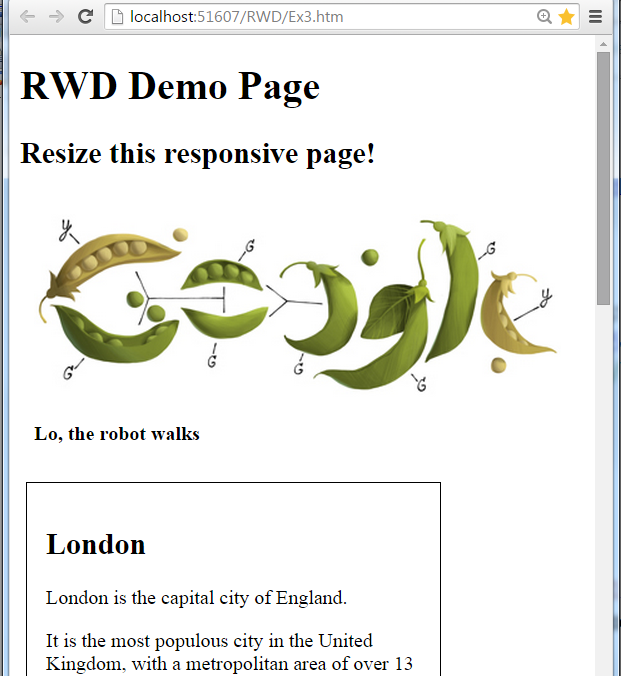 localhost:51607/RWD/Ex3.htm
RWD Demo Page
Resize this responsive page!
y
G
G
y
G
G
G
G
Lo, the robot walks
London
London is the capital city of England.
It is the most populous city in the United
Kingdom, with a metropolitan area of over 13